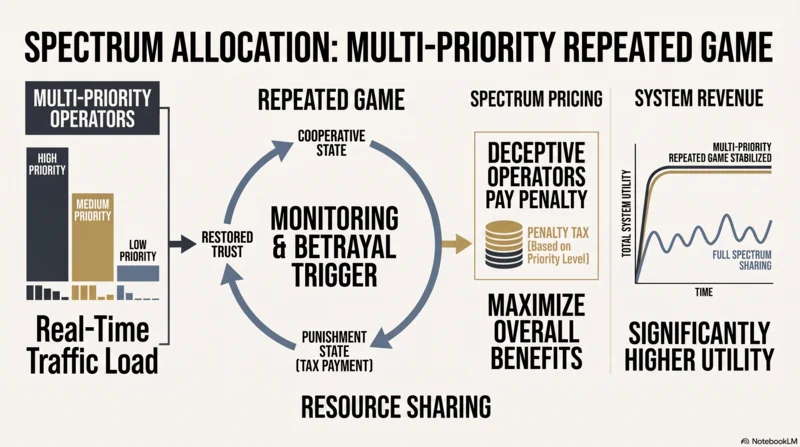 SPECTRUM ALLOCATION: MULTI-PRIORITY REPEATED GAME
MULTI-PRIORITY
OPERATORS
HIGH
PRIORITY
MEDIUM
PRIORITY
LOW
PRIORITY
Real-Time
Traffic Load
REPEATED GAME
COOPERATIVE
STATE
MONITORING
& BETRAYAL
TRIGGER
RESTORED
TRUST
PUNISHMENT
STATE
(TAX PAYMENT)
RESOURCE SHARING
SPECTRUM PRICING
DECEPTIVE
OPERATORS
PAY PENALTY
PENALTY TAX
(Based on
Priority Level)
MAXIMIZE
OVERALL
BENEFITS
SYSTEM REVENUE
MULTI-PRIORITY
REPEATED GAME STABILIZED
TOTAL SYSTEM UTILITY
FULL SPECTRUM
SHARING
TIME
SIGNIFICANTLY
HIGHER UTILITY
NotebookLM